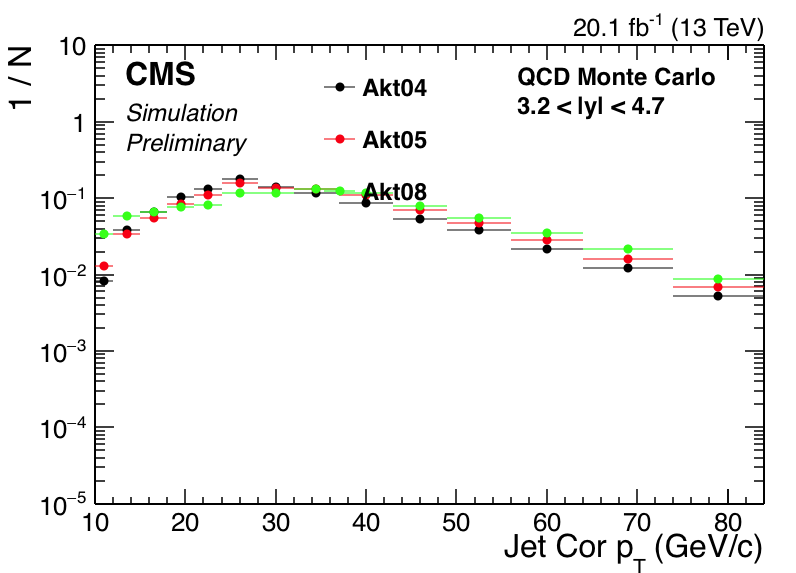 20.1 fb⁻¹ (13 TeV)
1 / N
CMS
Simulation
Preliminary
Akt04
Akt05
Akt08
QCD Monte Carlo
3.2 < |y| < 4.7
10
1
10⁻¹
10⁻²
10⁻³
10⁻⁴
10⁻⁵
10 20 30 40 50 60 70 80
Jet Cor p_T (GeV/c)